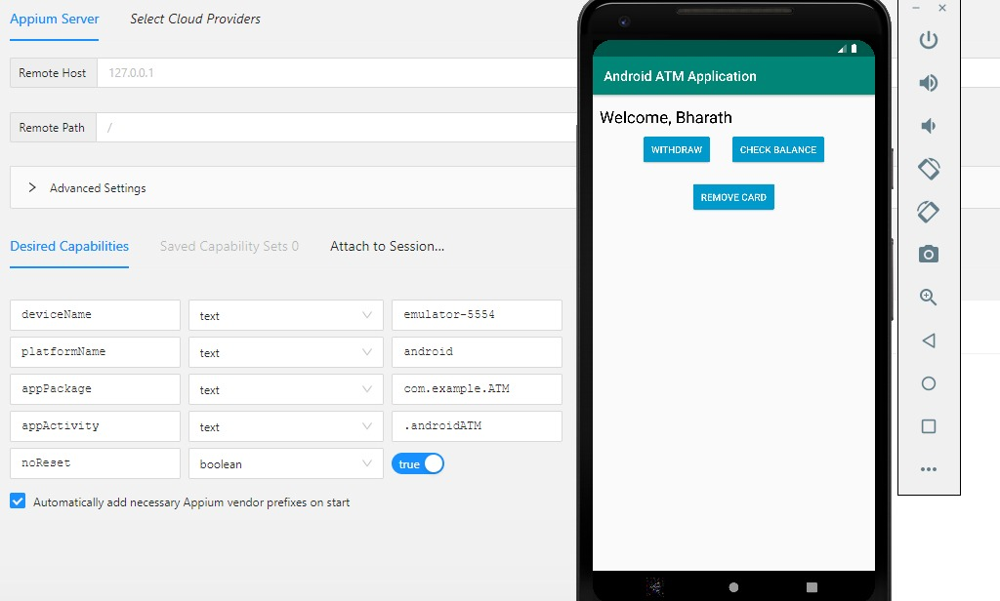 Appium Server
Select Cloud Providers
Remote Host
127.0.0.1
Remote Path
/
Advanced Settings
Desired Capabilities
Saved Capability Sets 0
Attach to Session...
deviceName
text
emulator-5554
platformName
text
android
appPackage
text
com.example.ATM
appActivity
text
.androidATM
noReset
boolean
true
Automatically add necessary Appium vendor prefixes on start
Android ATM Application
Welcome, Bharath
WITHDRAW
CHECK BALANCE
REMOVE CARD